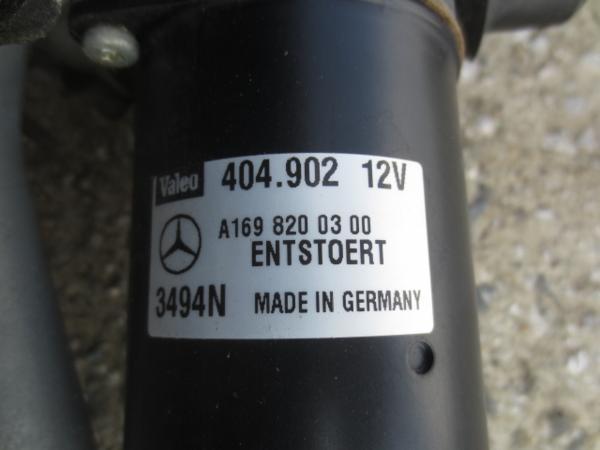 Valeo 404.902 12V
A169 820 03 00
ENTSTOERT
3494N MADE IN GERMANY